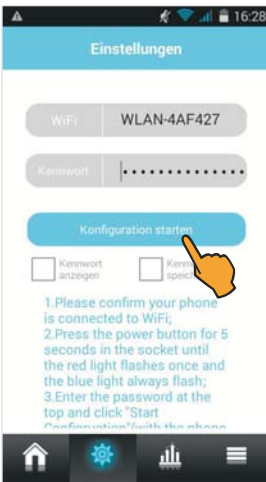 16:28
Einstellungen
WiFi WLAN-4AF427
Kennwort
Konfiguration starten
Kennwort
anzeigen
1.Please confirm your phone
is connected to WiFi;
2.Press the power button for 5
seconds in the socket until
the red light flashes once and
the blue light always flash;
3.Enter the password at the
top and click "Start
Configuration"(with the phone